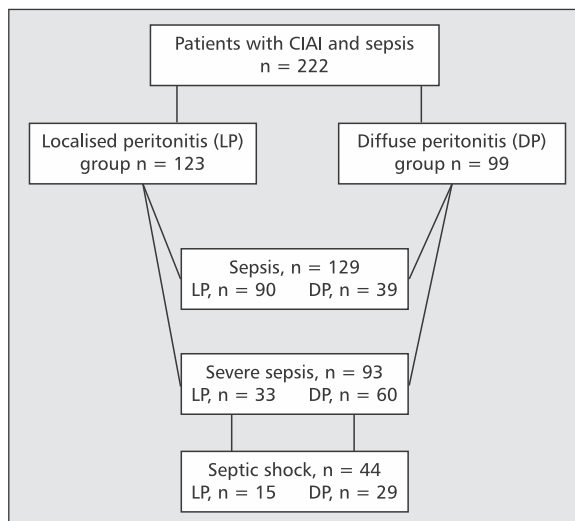 Patients with CIAI and sepsis
n = 222
Localised peritonitis (LP)
group n = 123
Diffuse peritonitis (DP)
group n = 99
Sepsis, n = 129
LP, n = 90 DP, n = 39
Severe sepsis, n = 93
LP, n = 33 DP, n = 60
Septic shock, n = 44
LP, n = 15 DP, n = 29